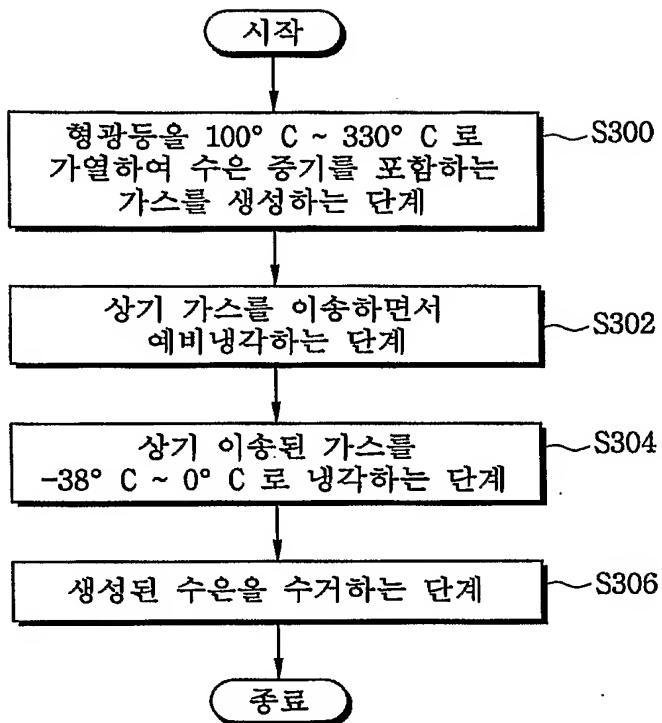 시작
형광등을 100° C ~ 330° C 로
가열하여 수은 증기를 포함하는
가스를 생성하는 단계
S300
상기 가스를 이송하면서
예비냉각하는 단계
S302
상기 이송된 가스를
-38° C ~ 0° C 로 냉각하는 단계
S304
생성된 수은을 수거하는 단계
S306
종료